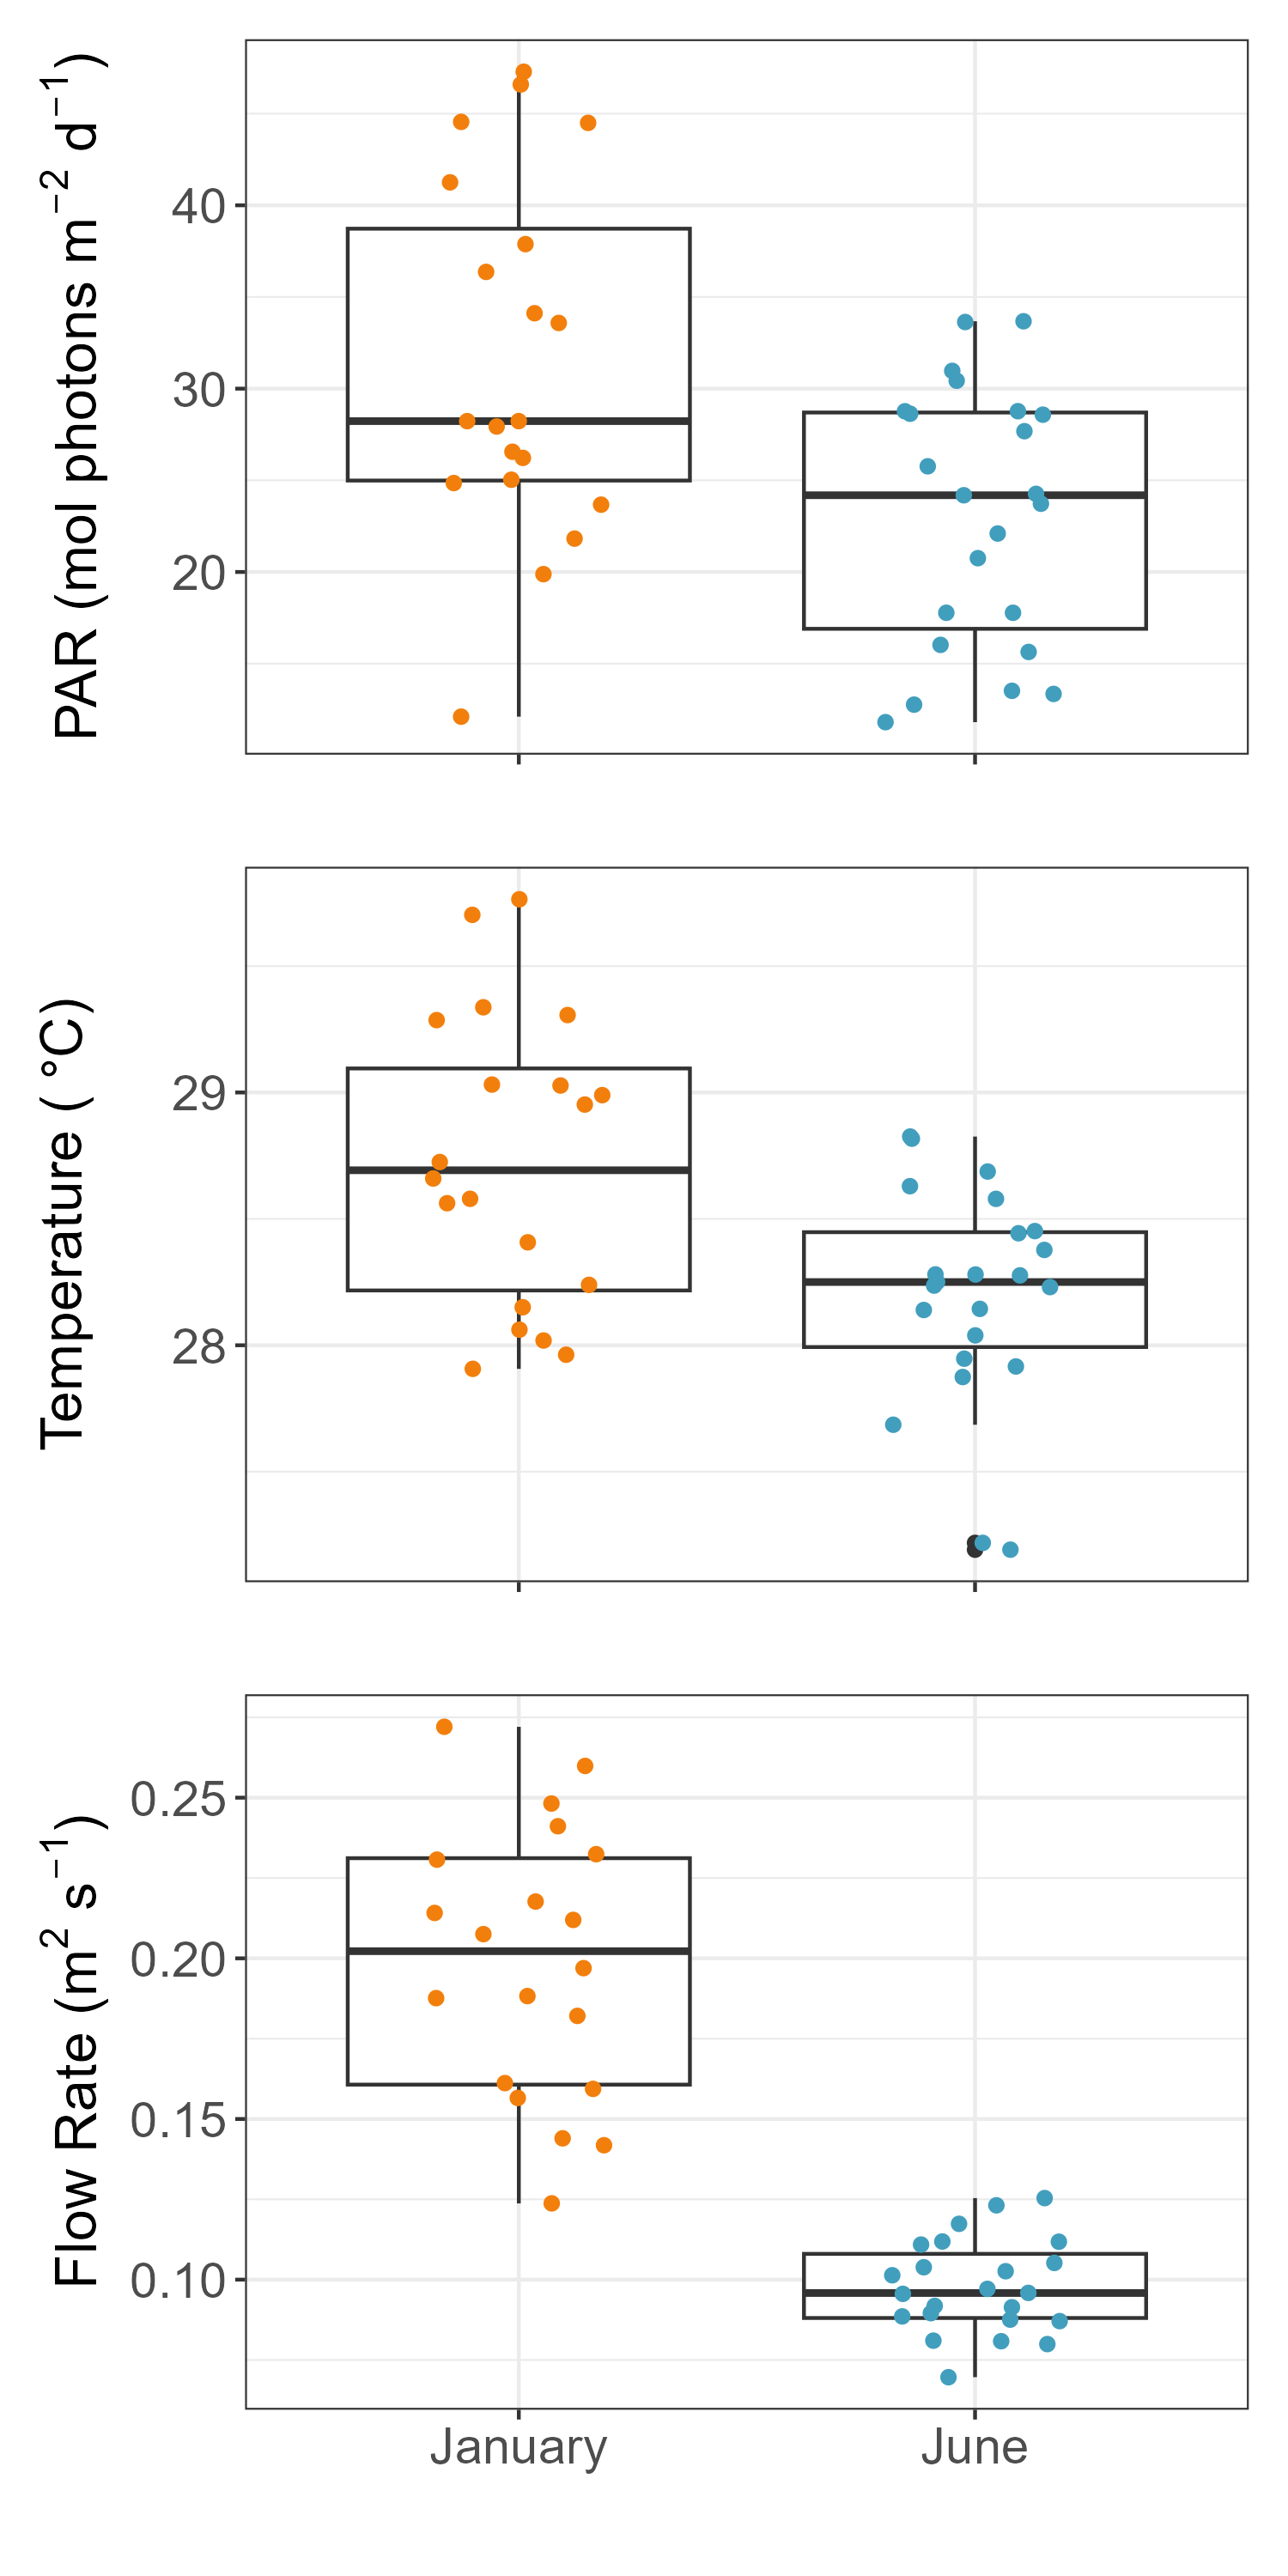 PAR (mol photons m⁻² d⁻¹)
40
30
20
Temperature ( °C)
29
28
Flow Rate (m² s⁻¹)
0.25
0.20
0.15
0.10
January June